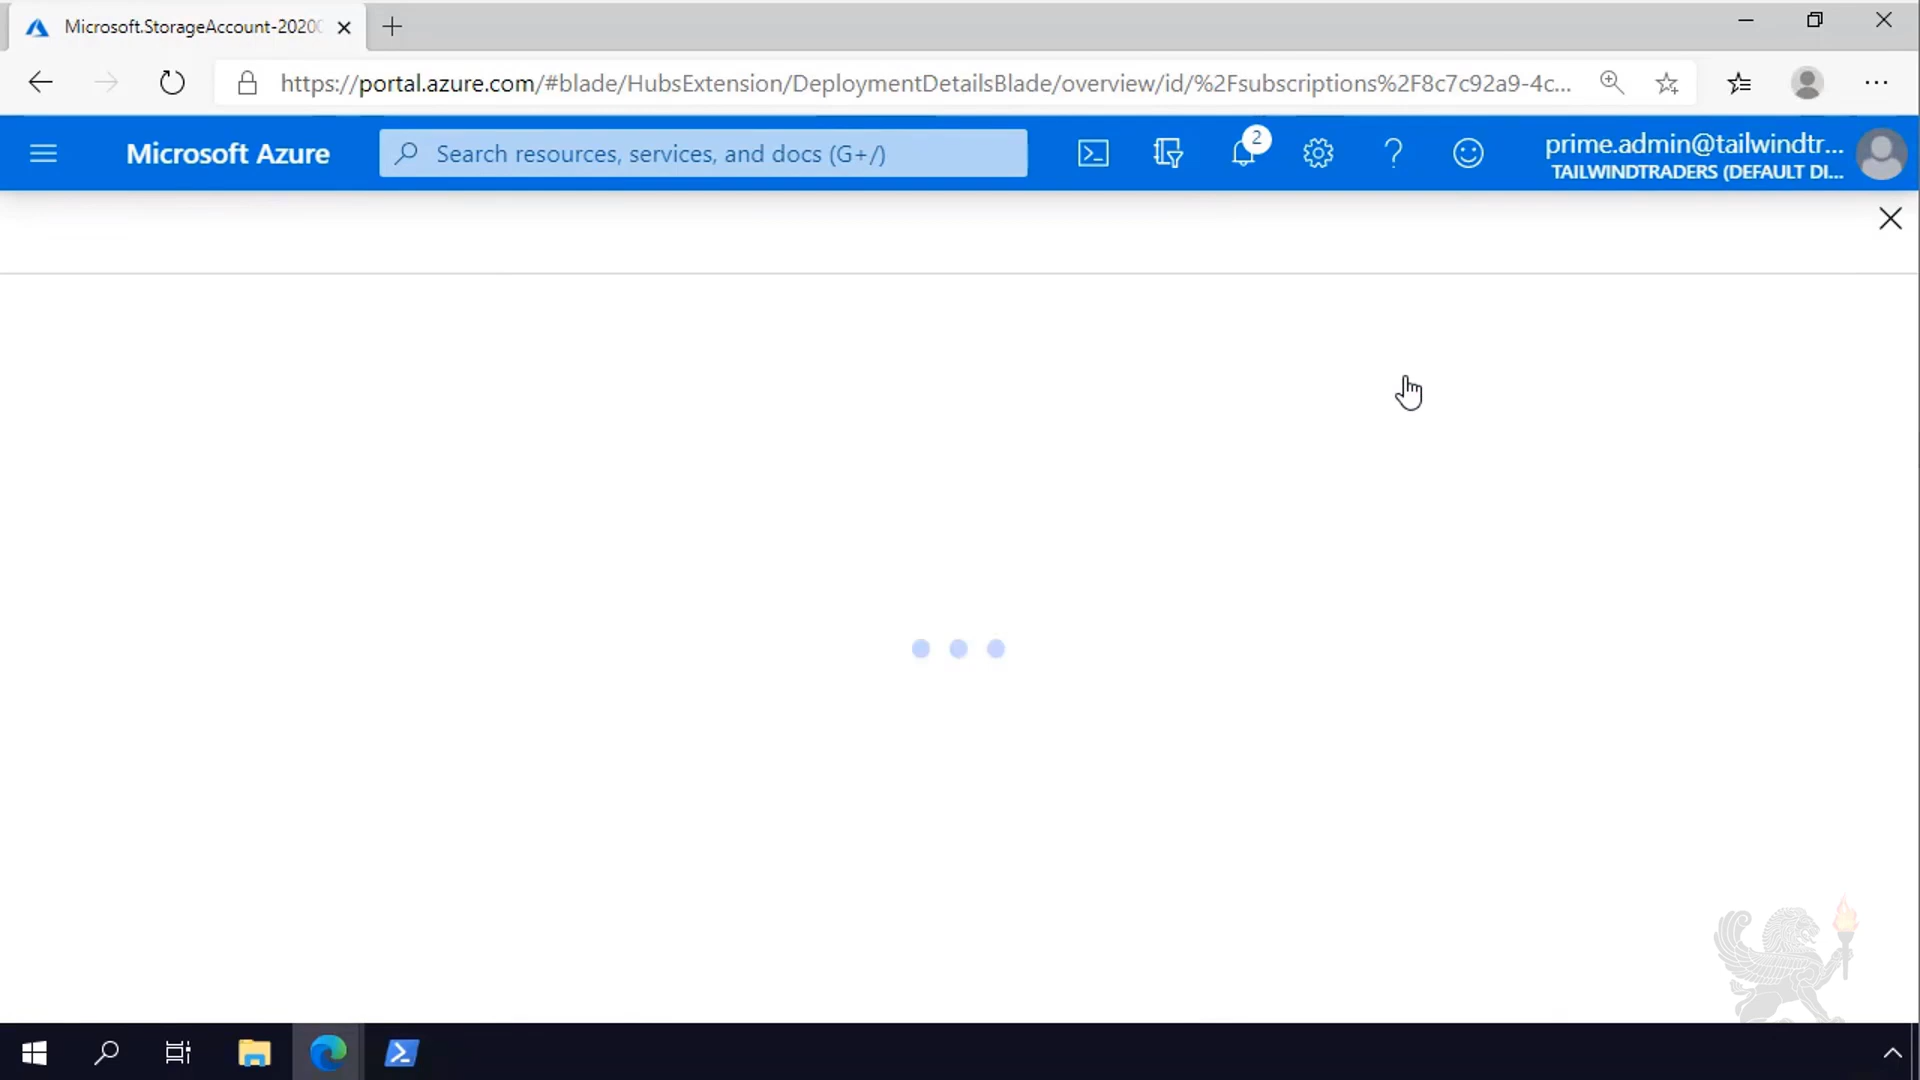 Microsoft.StorageAccount-2020
https://portal.azure.com/#blade/HubsExtension/DeploymentDetailsBlade/overview/id/%2Fsubscriptions%2F8c7c92a9-4c...
Microsoft Azure
Search resources, services, and docs (G+/)
2
prime.admin@tailwindtr...
TAILWINDTRADERS (DEFAULT DI...